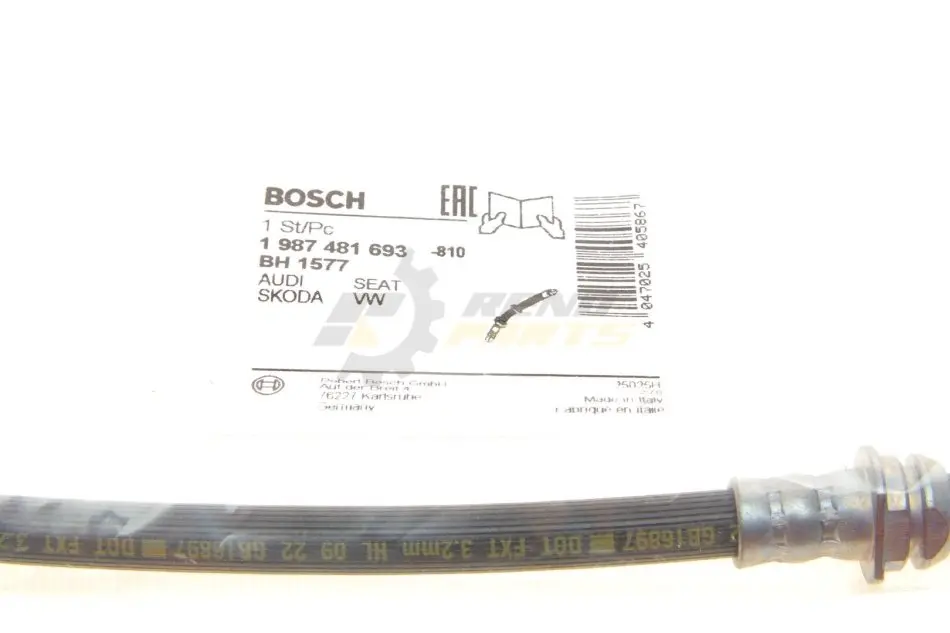 BOSCH EAC
1 St/Pc
1 987 481 693 -810
BH 1577
AUDI SEAT
SKODA VW
4 047025 405867
RENO
PARTS
Robert Bosch GmbH
Auf der Breit 4
76227 Karlsruhe
Germany
Made in Italy
Fabriqué en Italie
GB16897 DOT FXT 3.2mm HL 09 22 GB16897 DOT FXT 3.2